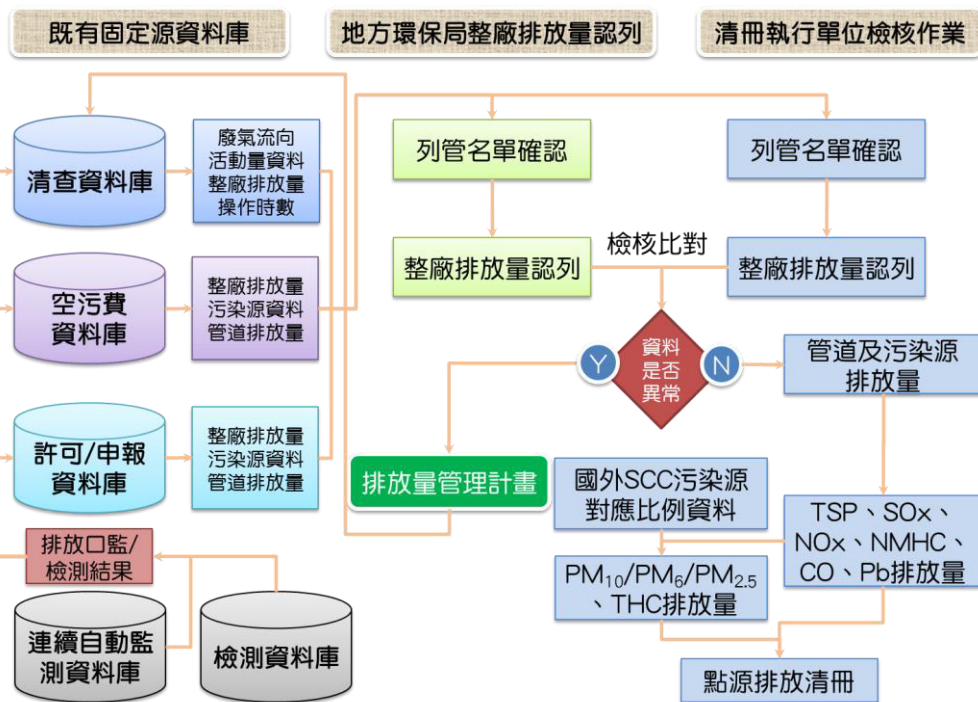 既有固定源資料庫
地方環保局整廠排放量認列
清冊執行單位檢核作業
清查資料庫
廢氣流向
活動量資料
整廠排放量
操作時數
列管名單確認
列管名單確認
整廠排放量認列
檢核比對
整廠排放量認列
空污費
資料庫
整廠排放量
污染源資料
管道排放量
Y
資料
是否
異常
N
管道及污染源
排放量
許可/申報
資料庫
整廠排放量
污染源資料
管道排放量
排放量管理計畫
國外SCC污染源
對應比例資料
TSP、SOx、
NOx、NMHC、
CO、Pb排放量
排放口監/
檢測結果
PM₁₀/PM₆/PM₂.₅
、THC排放量
連續自動監
測資料庫
檢測資料庫
點源排放清冊